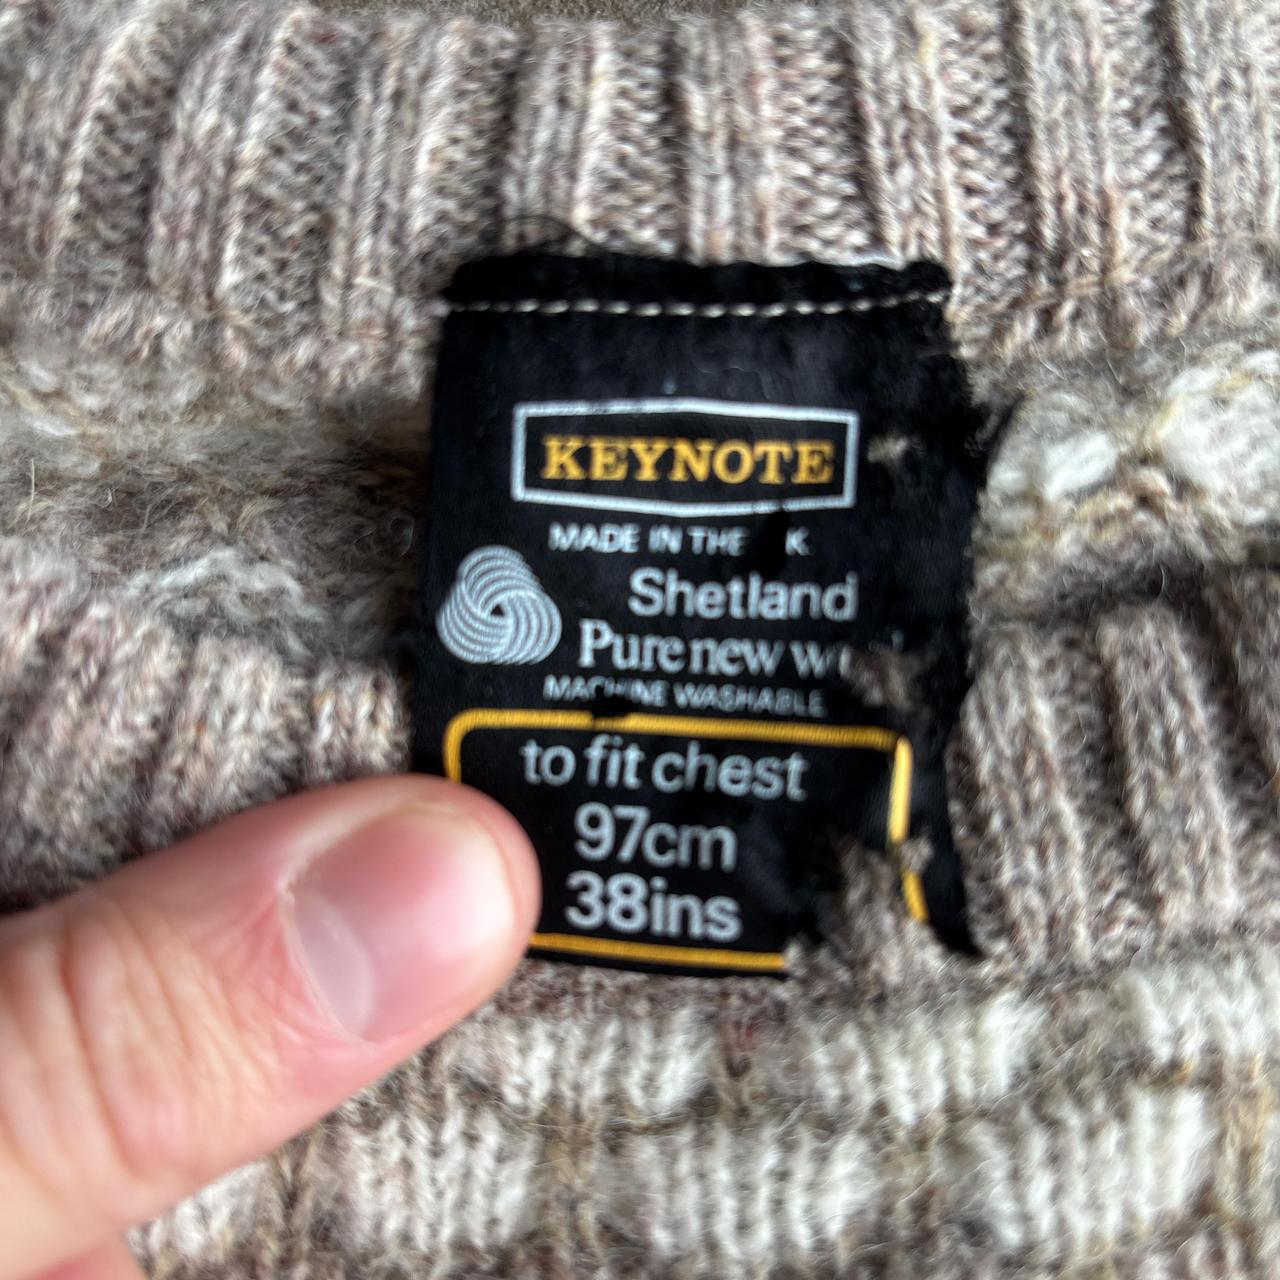 KEYNOTE
MADE IN THE K.
Shetland
Pure new
MACHINE WASHABLE
to fit chest
97cm
38ins